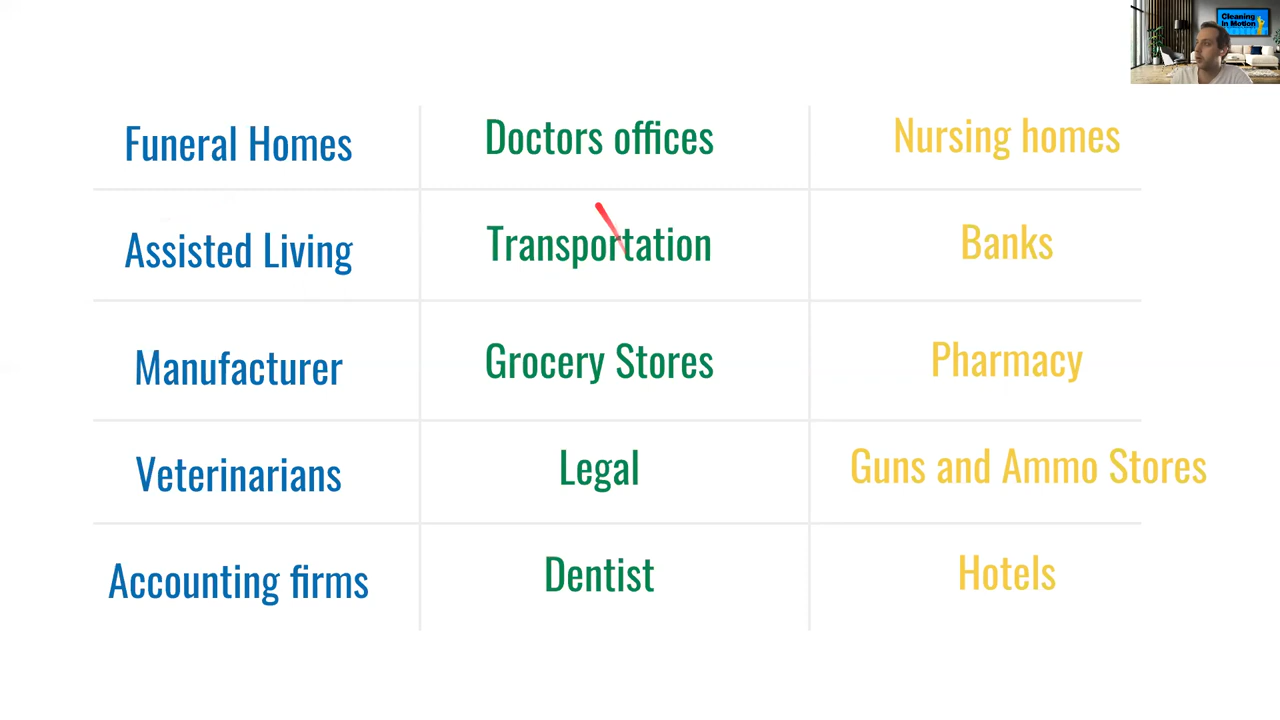 Cleaning
In Motion
Funeral Homes
Doctors offices
Nursing homes
Assisted Living
Transportation
Banks
Manufacturer
Grocery Stores
Pharmacy
Veterinarians
Legal
Guns and Ammo Stores
Accounting firms
Dentist
Hotels